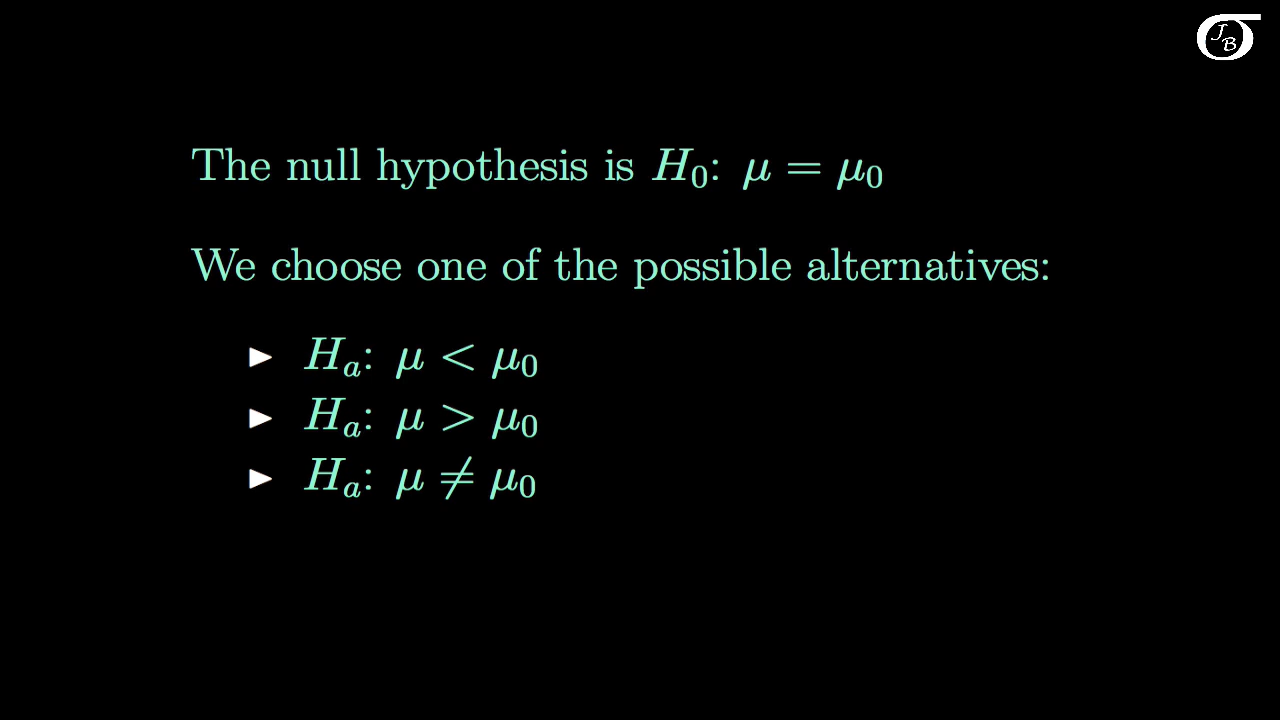 JB
The null hypothesis is H₀: μ = μ₀
We choose one of the possible alternatives:
► Hₐ: μ < μ₀
► Hₐ: μ > μ₀
► Hₐ: μ ≠ μ₀